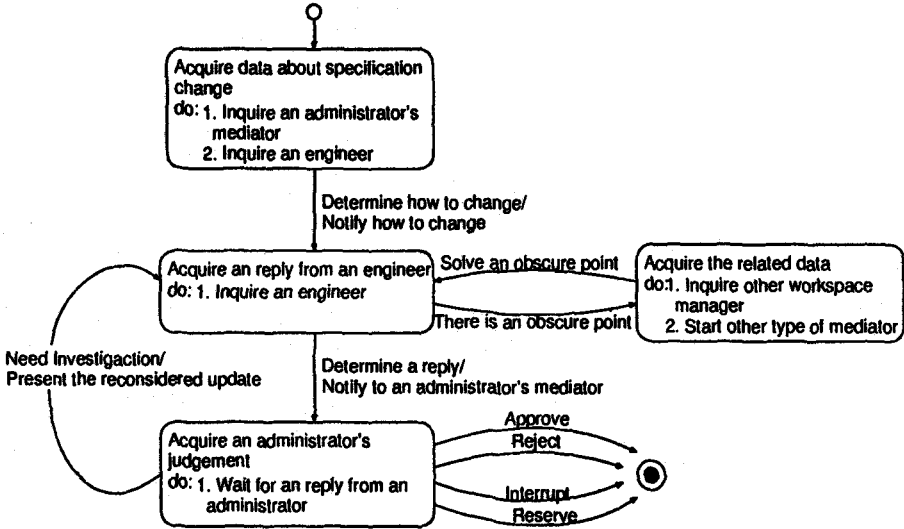 Acquire data about specification
change
do: 1. Inquire an administrator's
mediator
2. Inquire an engineer
Determine how to change/
Notify how to change
Acquire an reply from an engineer
do: 1. Inquire an engineer
Solve an obscure point
There is an obscure point
Acquire the related data
do:1. Inquire other workspace
manager
2. Start other type of mediator
Need Investigaction/
Present the reconsidered update
Determine a reply/
Notify to an administrator's mediator
Acquire an administrator's
judgement
do: 1. Wait for an reply from an
administrator
Approve
Reject
Interrupt
Reserve